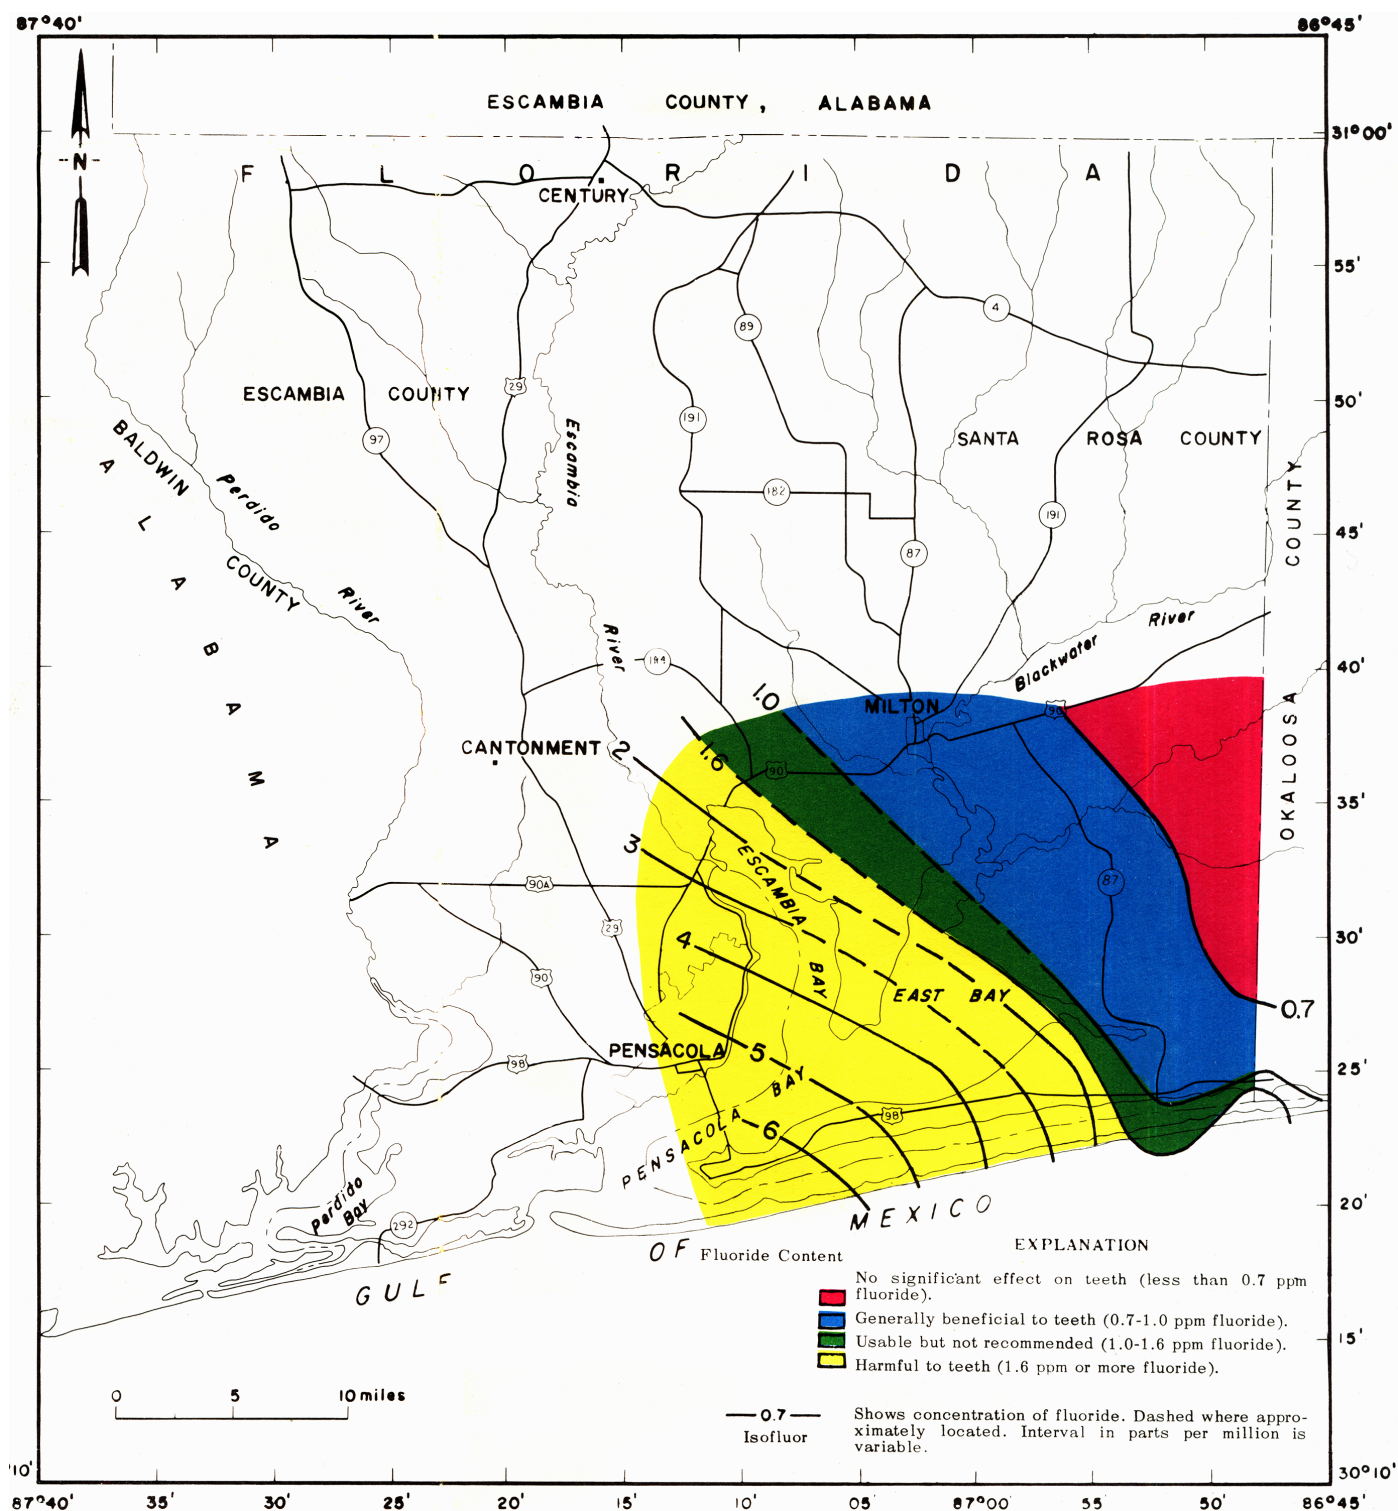 87°40'
86°45'
ESCAMBIA COUNTY, ALABAMA
31°00'
--N--
F L O R I D A
CENTURY
55'
4
89
29
ESCAMBIA COUNTY
50'
191
97
BALDWIN
COUNTY
ALABAMA
Escambia
River
SANTA ROSA COUNTY
OKALOOSA COUNTY
Perdido
River
182
191
45'
87
Blackwater
River
184
40'
1.0
MILTON
90
CANTONMENT
2
1.6
90
3
35'
ESCAMBIA
BAY
90A
87
29
4
30'
90
EAST BAY
0.7
PENSACOLA
5
98
25'
PENSACOLA
BAY
98
6
Perdido
Bay
292
20'
GULF OF MEXICO
EXPLANATION
Fluoride Content
No significant effect on teeth (less than 0.7 ppm
fluoride).
Generally beneficial to teeth (0.7-1.0 ppm fluoride).
Usable but not recommended (1.0-1.6 ppm fluoride).
Harmful to teeth (1.6 ppm or more fluoride).
15'
0 5 10 miles
0.7
Isofluor
Shows concentration of fluoride. Dashed where appro-
ximately located. Interval in parts per million is
variable.
10'
30°10'
87°40' 35' 30' 25' 20' 15' 10' 05' 87°00' 55' 50' 86°45'